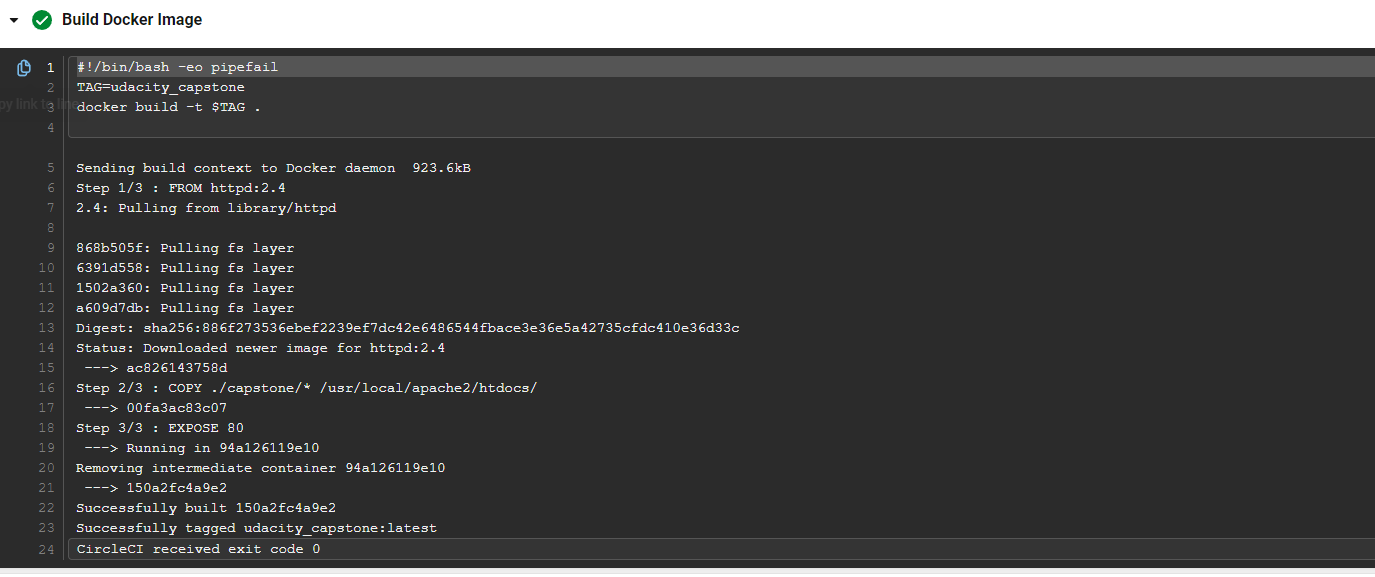 Build Docker Image
1 #!/bin/bash -eo pipefail
2 TAG=udacity_capstone
py link to line
3 docker build -t $TAG .
4
5 Sending build context to Docker daemon  923.6kB
6 Step 1/3 : FROM httpd:2.4
7 2.4: Pulling from library/httpd
8
9 868b505f: Pulling fs layer
10 6391d558: Pulling fs layer
11 1502a360: Pulling fs layer
12 a609d7db: Pulling fs layer
13 Digest: sha256:886f273536ebef2239ef7dc42e6486544fbace3e36e5a42735cfdc410e36d33c
14 Status: Downloaded newer image for httpd:2.4
15 ---> ac826143758d
16 Step 2/3 : COPY ./capstone/* /usr/local/apache2/htdocs/
17 ---> 00fa3ac83c07
18 Step 3/3 : EXPOSE 80
19 ---> Running in 94a126119e10
20 Removing intermediate container 94a126119e10
21 ---> 150a2fc4a9e2
22 Successfully built 150a2fc4a9e2
23 Successfully tagged udacity_capstone:latest
24 CircleCI received exit code 0